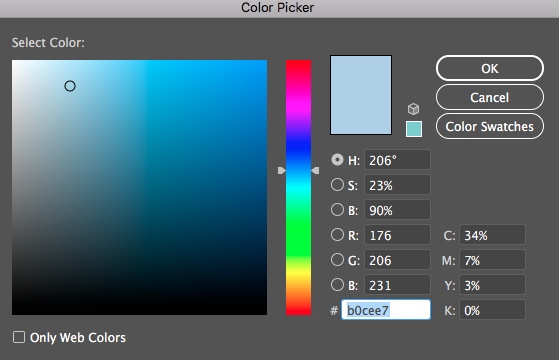 Color Picker
Select Color:
OK
Cancel
Color Swatches
H: 206°
S: 23%
B: 90%
R: 176 C: 34%
G: 206 M: 7%
B: 231 Y: 3%
# b0cee7 K: 0%
Only Web Colors